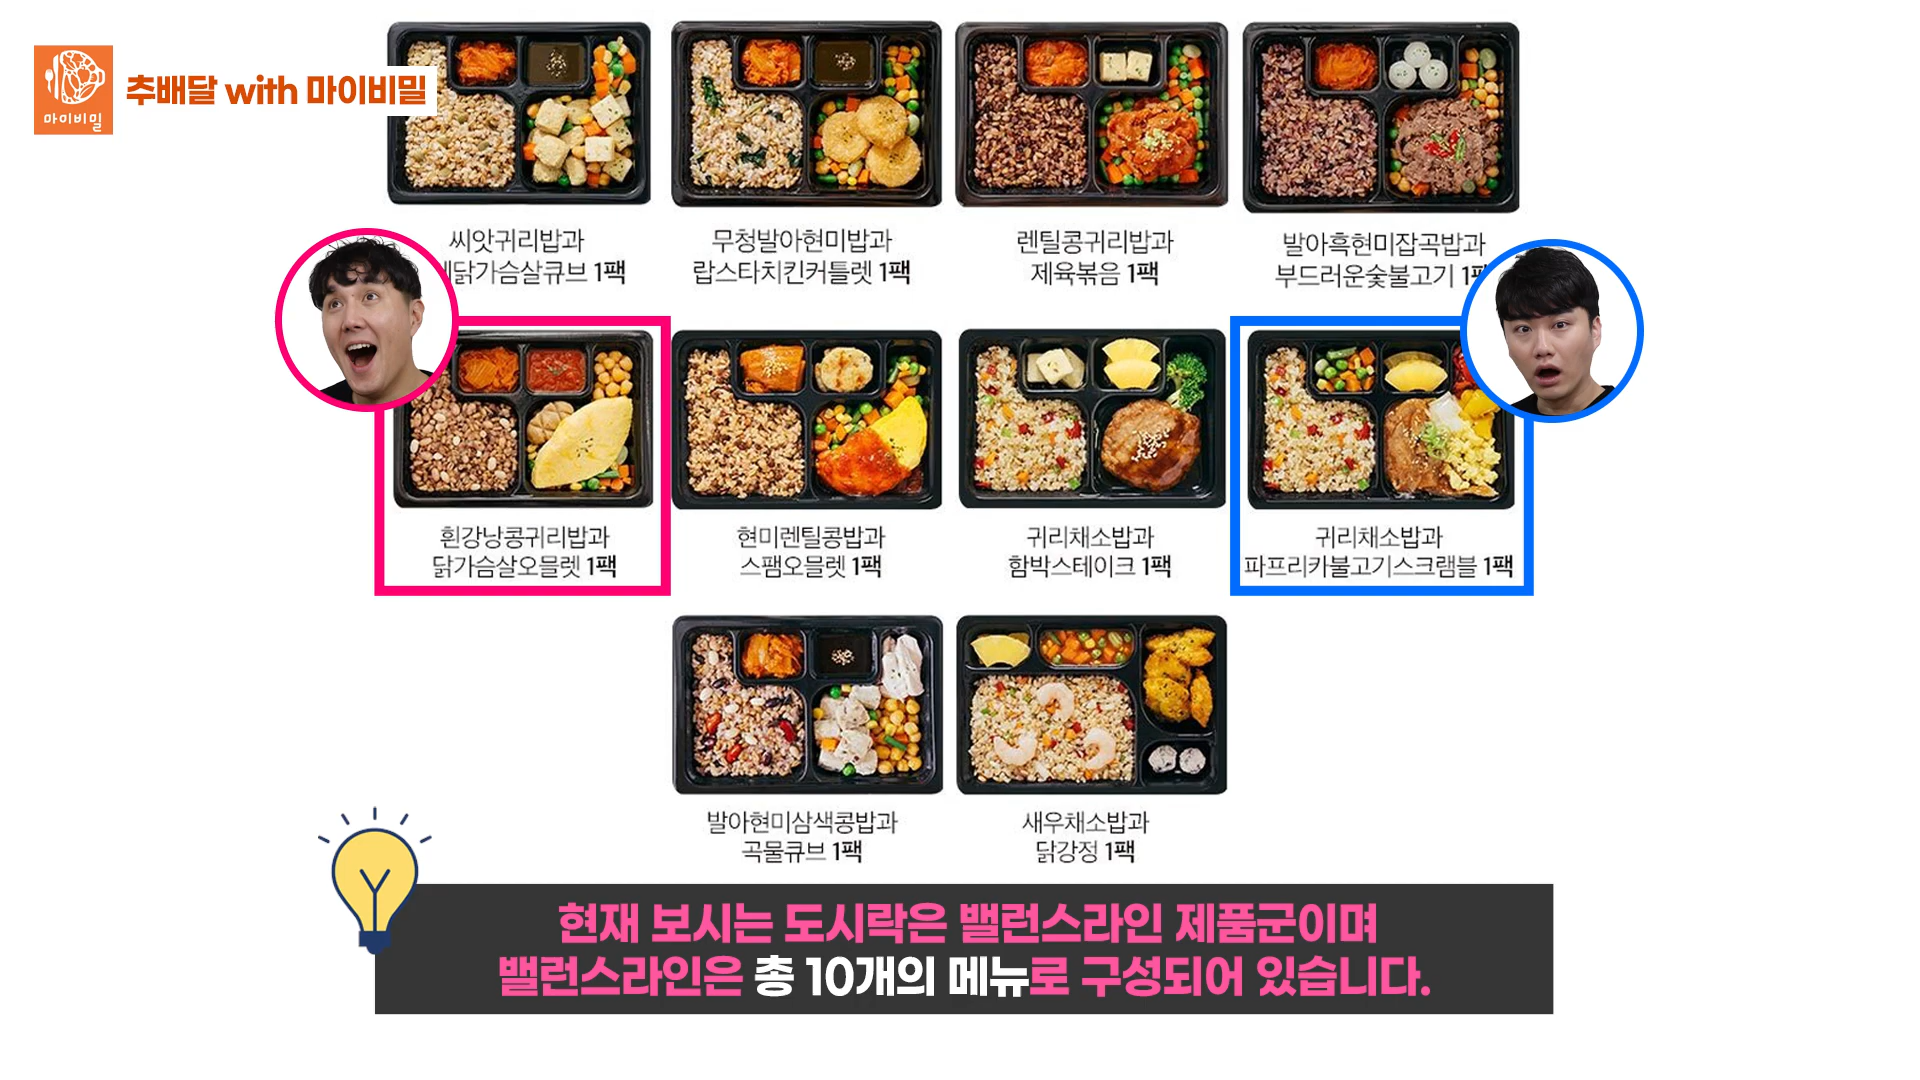 마이비밀
추배달 with 마이비밀
씨앗귀리밥과
닭가슴살큐브 1팩
무청발아현미밥과
랍스타치킨커틀렛 1팩
렌틸콩귀리밥과
제육볶음 1팩
발아흑현미잡곡밥과
부드러운숯불고기
흰강낭콩귀리밥과
닭가슴살오믈렛 1팩
현미렌틸콩밥과
스팸오믈렛 1팩
귀리채소밥과
함박스테이크 1팩
귀리채소밥과
파프리카불고기스크램블 1팩
발아현미삼색콩밥과
곡물큐브 1팩
새우채소밥과
닭강정 1팩
현재 보시는 도시락은 밸런스라인 제품군이며
밸런스라인은 총 10개의 메뉴로 구성되어 있습니다.